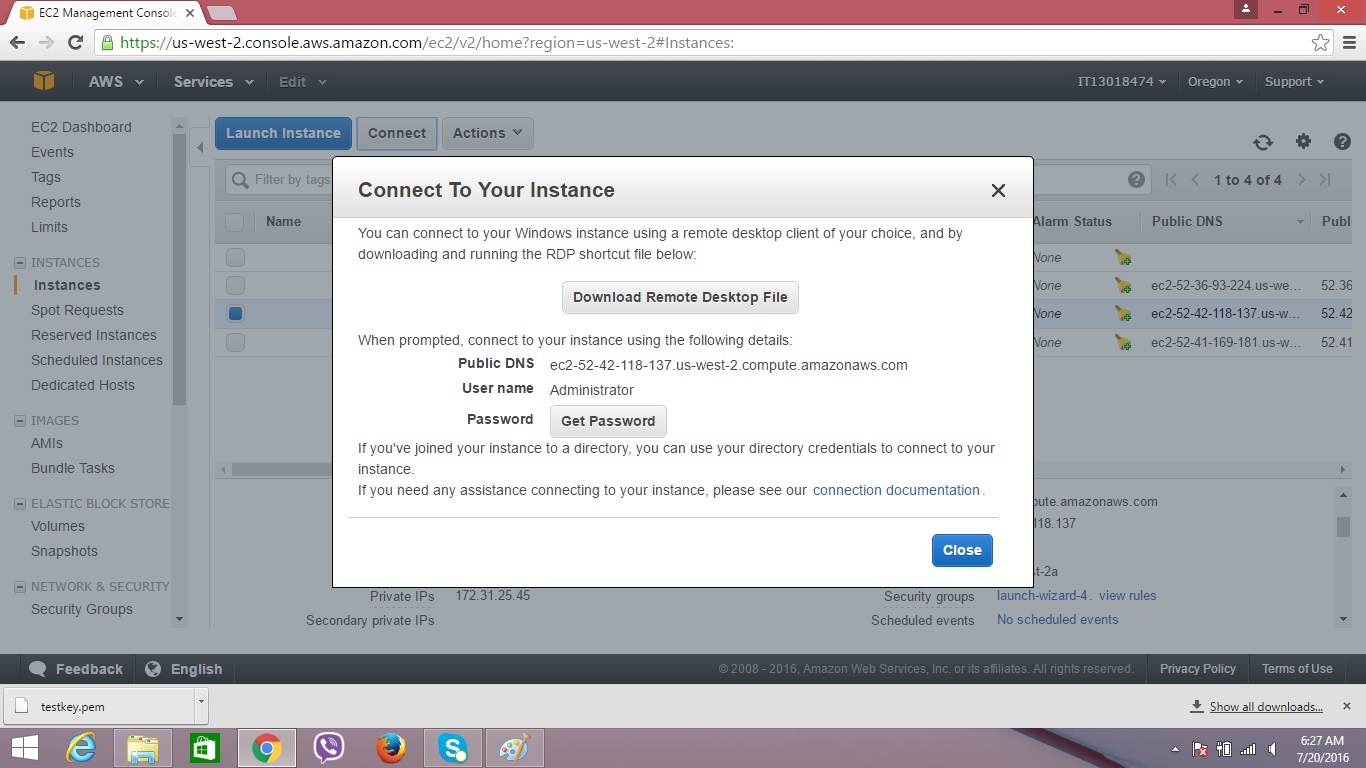 EC2 Management Console
https://us-west-2.console.aws.amazon.com/ec2/v2/home?region=us-west-2#Instances:
AWS Services Edit IT13018474 Oregon Support
EC2 Dashboard
Events
Tags
Reports
Limits
INSTANCES
Instances
Spot Requests
Reserved Instances
Scheduled Instances
Dedicated Hosts
IMAGES
AMIs
Bundle Tasks
ELASTIC BLOCK STORE
Volumes
Snapshots
NETWORK & SECURITY
Security Groups
Launch Instance Connect Actions
Filter by tags 1 to 4 of 4
Name Alarm Status Public DNS Publ
None
None ec2-52-36-93-224.us-we... 52.36
None ec2-52-42-118-137.us-w... 52.42
None ec2-52-41-169-181.us-w... 52.41
Connect To Your Instance
You can connect to your Windows instance using a remote desktop client of your choice, and by
downloading and running the RDP shortcut file below:
Download Remote Desktop File
When prompted, connect to your instance using the following details:
Public DNS ec2-52-42-118-137.us-west-2.compute.amazonaws.com
User name Administrator
Password Get Password
If you've joined your instance to a directory, you can use your directory credentials to connect to your
instance.
If you need any assistance connecting to your instance, please see our connection documentation.
Close
pute.amazonaws.com
118.137
t-2a
Private IPs 172.31.25.45 Security groups launch-wizard-4. view rules
Secondary private IPs Scheduled events No scheduled events
Feedback English © 2008 - 2016, Amazon Web Services, Inc. or its affiliates. All rights reserved. Privacy Policy Terms of Use
testkey.pem Show all downloads...
6:27 AM
7/20/2016